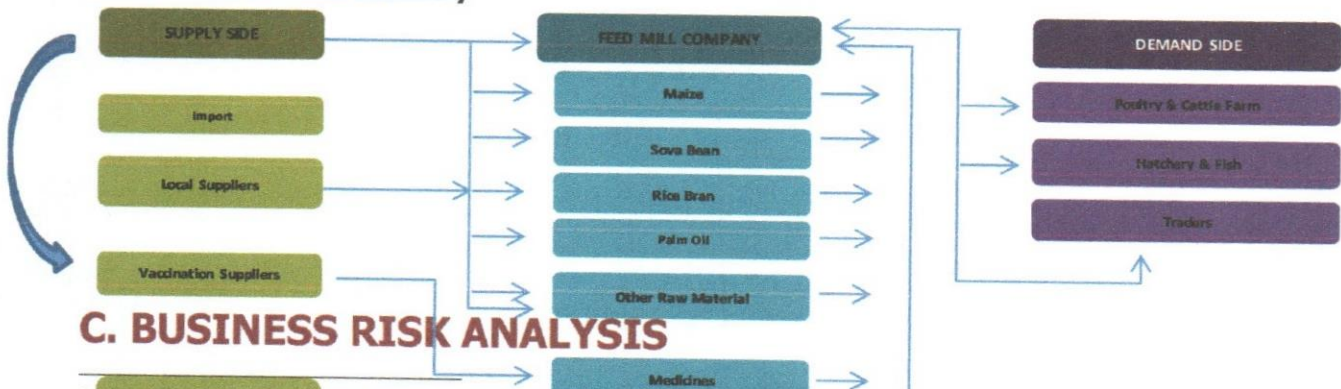 SUPPLY SIDE
Import
Local Suppliers
Vaccination Suppliers
FEED MILL COMPANY
Maize
Sova Bean
Rice Bran
Palm Oil
Other Raw Material
Medicines
DEMAND SIDE
Poultry & Cattle Farm
Hatchery & Fish
Traders
C. BUSINESS RISK ANALYSIS